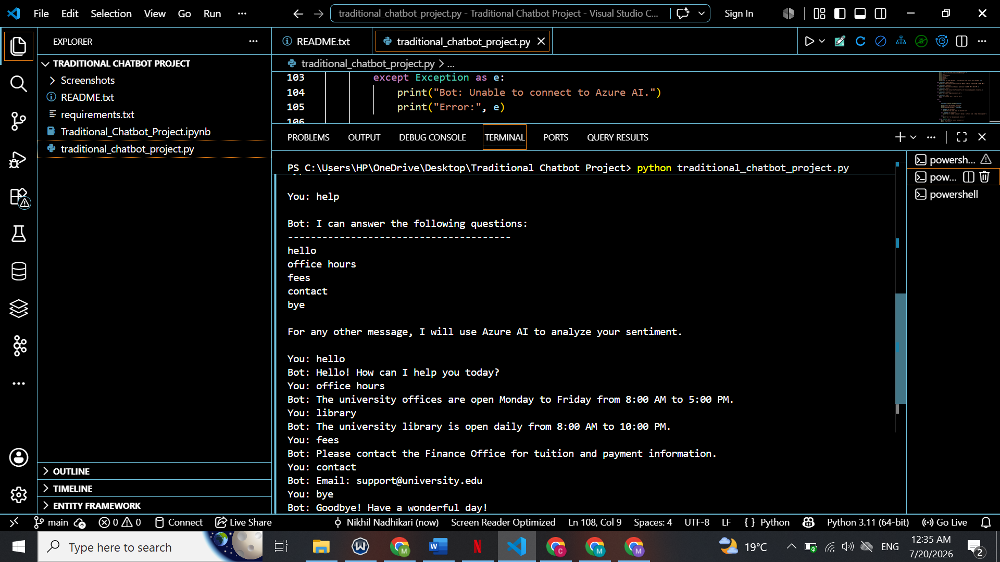 File Edit Selection View Go Run ···
traditional_chatbot_project.py - Traditional Chatbot Project - Visual Studio C...
Sign In
EXPLORER
TRADITIONAL CHATBOT PROJECT
Screenshots
README.txt
requirements.txt
Traditional_Chatbot_Project.ipynb
traditional_chatbot_project.py
OUTLINE
TIMELINE
ENTITY FRAMEWORK
README.txt
traditional_chatbot_project.py
traditional_chatbot_project.py > ...
103 except Exception as e:
104 print("Bot: Unable to connect to Azure AI.")
105 print("Error:", e)
106
PROBLEMS OUTPUT DEBUG CONSOLE TERMINAL PORTS QUERY RESULTS
PS C:\Users\HP\OneDrive\Desktop\Traditional Chatbot Project> python traditional_chatbot_project.py
You: help
Bot: I can answer the following questions:
---------------------------------------
hello
office hours
fees
contact
bye
For any other message, I will use Azure AI to analyze your sentiment.
You: hello
Bot: Hello! How can I help you today?
You: office hours
Bot: The university offices are open Monday to Friday from 8:00 AM to 5:00 PM.
You: library
Bot: The university library is open daily from 8:00 AM to 10:00 PM.
You: fees
Bot: Please contact the Finance Office for tuition and payment information.
You: contact
Bot: Email: support@university.edu
You: bye
Bot: Goodbye! Have a wonderful day!
powersh...
pow...
powershell
main 0 0 Connect Live Share Nikhil Nadhikari (now) Screen Reader Optimized Ln 108, Col 9 Spaces: 4 UTF-8 LF {} Python Python 3.11 (64-bit) Go Live
Type here to search
19°C
ENG
12:35 AM
7/20/2026
2